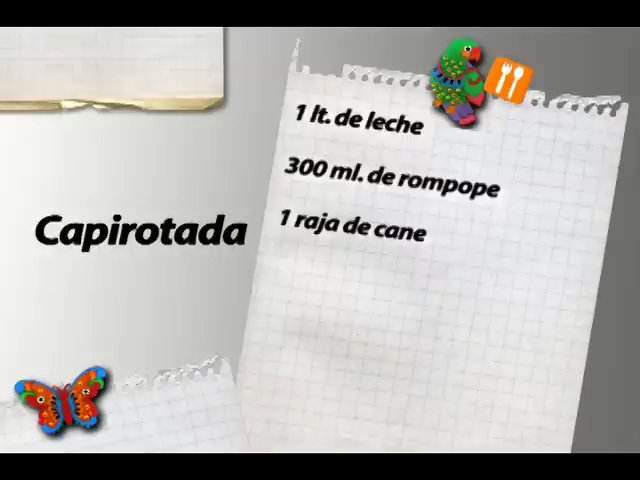 Capirotada
1 lt. de leche
300 ml. de rompope
1 raja de cane